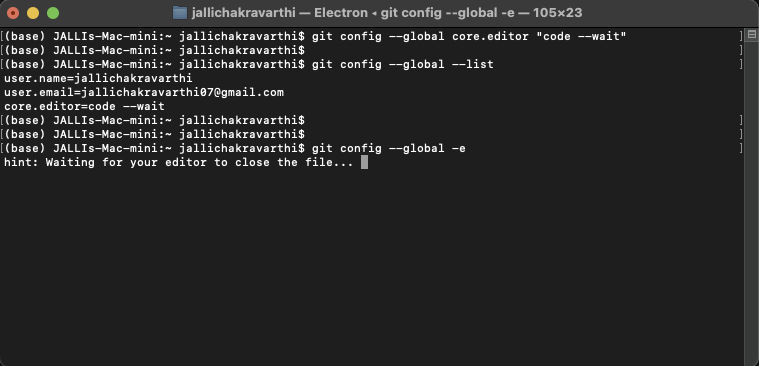 jallichakravarthi — Electron ◂ git config --global -e — 105×23
[(base) JALLIs-Mac-mini:~ jallichakravarthi$ git config --global core.editor "code --wait" ]
[(base) JALLIs-Mac-mini:~ jallichakravarthi$ ]
[(base) JALLIs-Mac-mini:~ jallichakravarthi$ git config --global --list ]
user.name=jallichakravarthi
user.email=jallichakravarthi07@gmail.com
core.editor=code --wait
[(base) JALLIs-Mac-mini:~ jallichakravarthi$ ]
[(base) JALLIs-Mac-mini:~ jallichakravarthi$ ]
[(base) JALLIs-Mac-mini:~ jallichakravarthi$ git config --global -e ]
hint: Waiting for your editor to close the file...